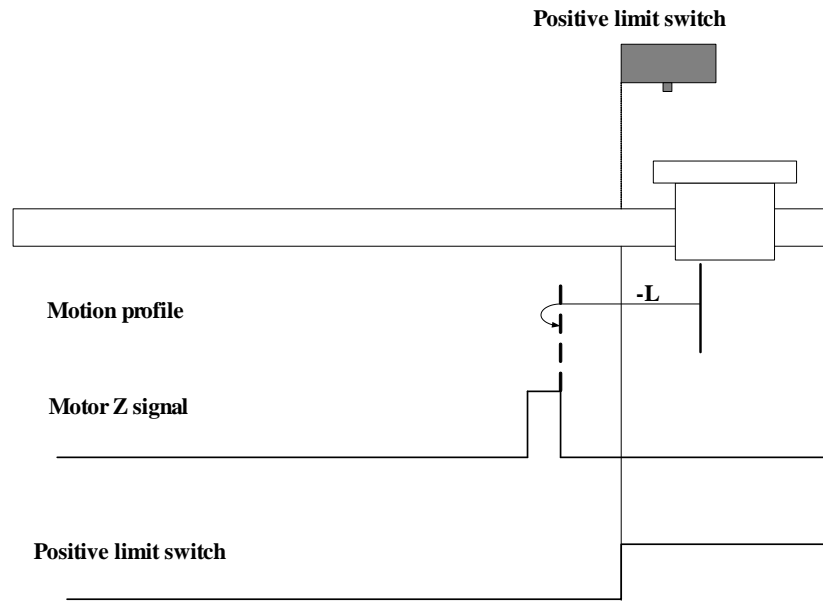 Positive limit switch
-L
Motion profile
Motor Z signal
Positive limit switch